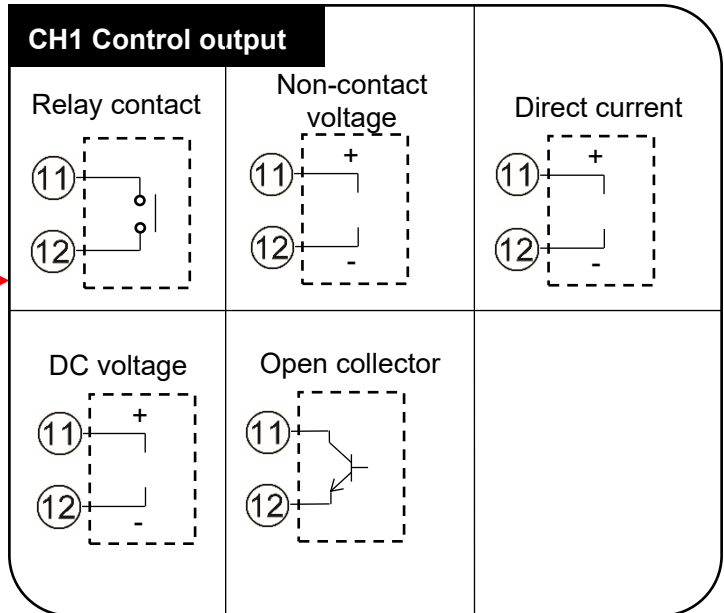 CH1 Control output
Relay contact
11
12
Non-contact
voltage
+
11
12
-
Direct current
+
11
12
-
DC voltage
+
11
12
-
Open collector
11
12